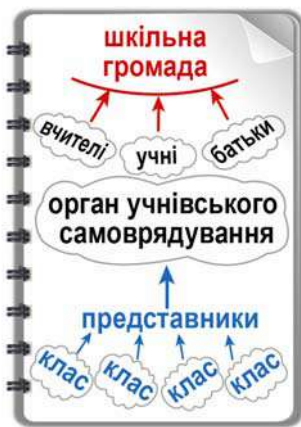 шкільна
громада
вчителі
учні
батьки
орган учнівського
самоврядування
представники
клас
клас
клас
клас